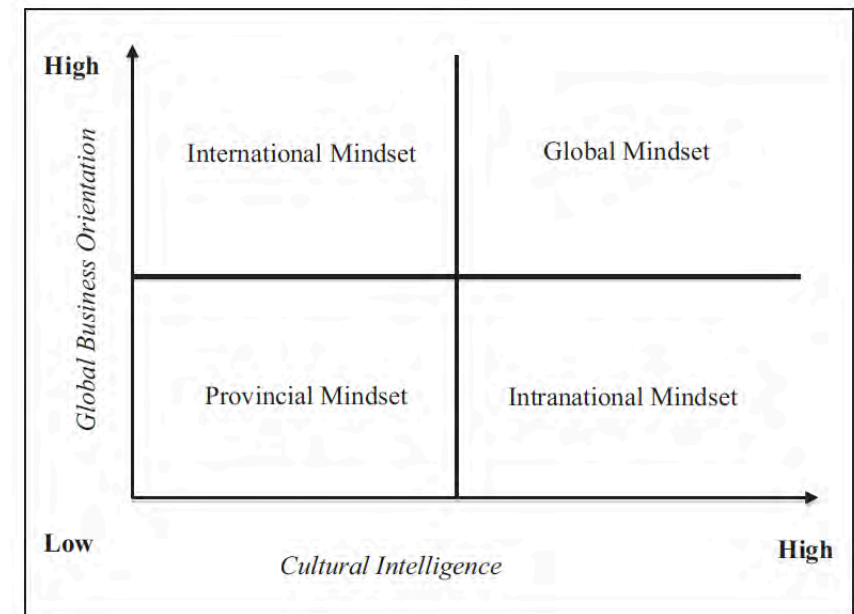 High
Global Business Orientation
International Mindset
Global Mindset
Provincial Mindset
Intranational Mindset
Low
Cultural Intelligence
High